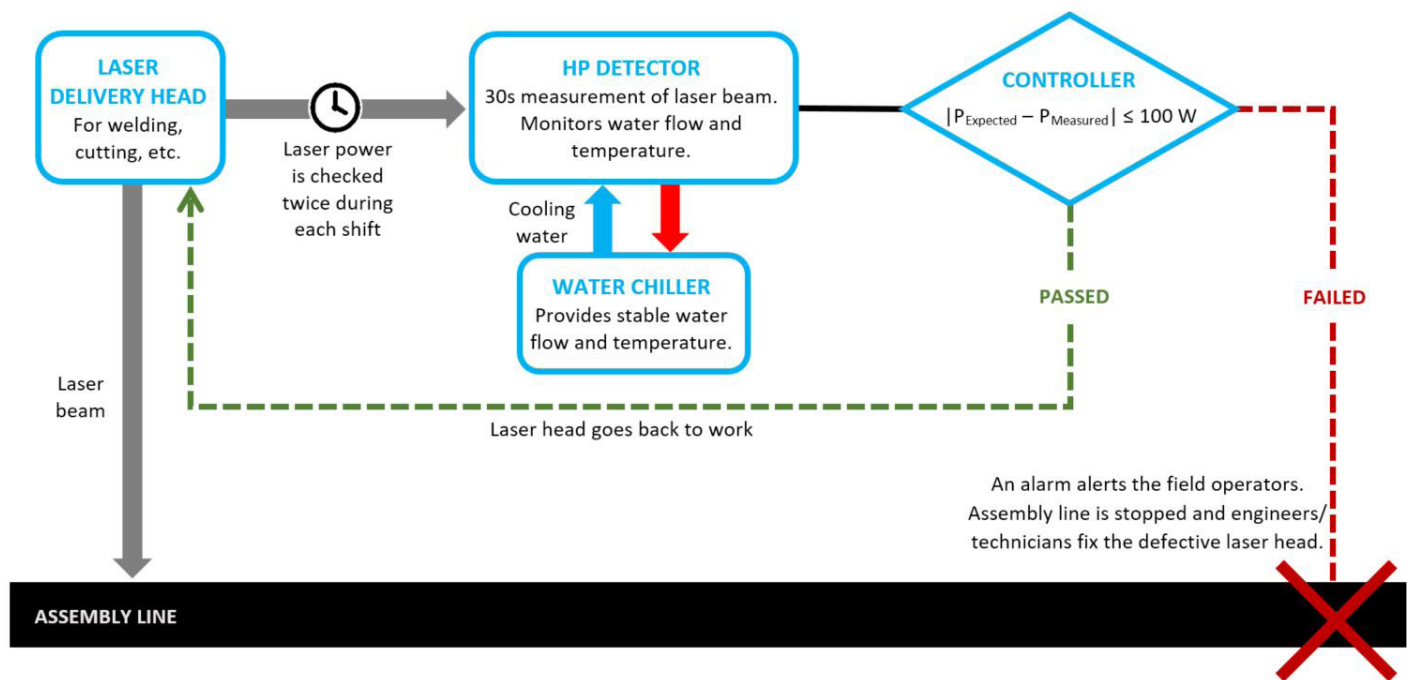 LASER
DELIVERY HEAD
For welding,
cutting, etc.
Laser power
is checked
twice during
each shift
HP DETECTOR
30s measurement of laser beam.
Monitors water flow and
temperature.
Cooling
water
WATER CHILLER
Provides stable water
flow and temperature.
CONTROLLER
|PExpected – PMeasured| ≤ 100 W
PASSED
FAILED
Laser
beam
Laser head goes back to work
An alarm alerts the field operators.
Assembly line is stopped and engineers/
technicians fix the defective laser head.
ASSEMBLY LINE